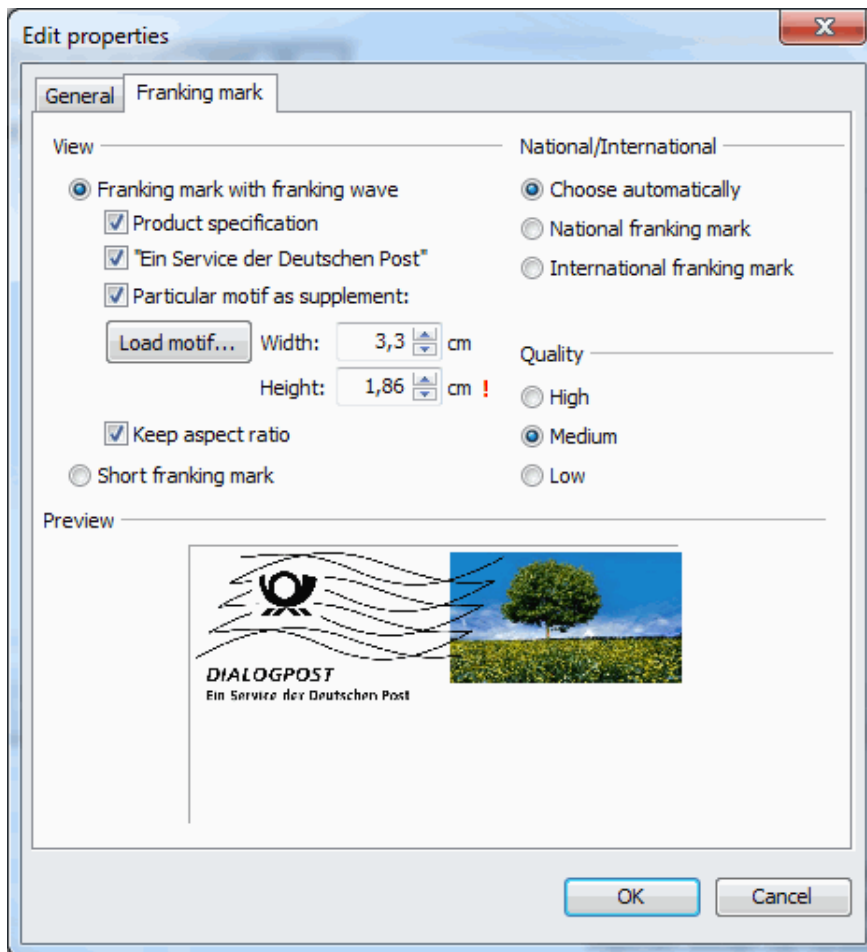 Edit properties
General Franking mark
View
National/International
Franking mark with franking wave
Choose automatically
Product specification
National franking mark
"Ein Service der Deutschen Post"
International franking mark
Particular motif as supplement:
Load motif... Width: 3,3 cm
Quality
Height: 1,86 cm !
High
Keep aspect ratio
Medium
Short franking mark
Low
Preview
DIALOGPOST
Ein Service der Deutschen Post
OK Cancel